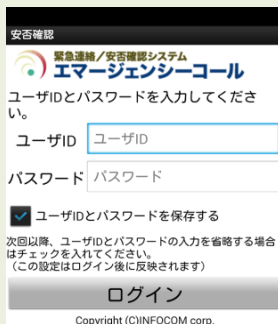 安否確認
緊急連絡／安否確認システム
エマージェンシーコール
ユーザIDとパスワードを入力してくださ
い。
ユーザID
ユーザID
パスワード
パスワード
ユーザIDとパスワードを保存する
次回以降、ユーザIDとパスワードの入力を省略する場合
はチェックを入れてください。
（この設定はログイン後に反映されます）
ログイン
Copyright (C)INFOCOM corp.